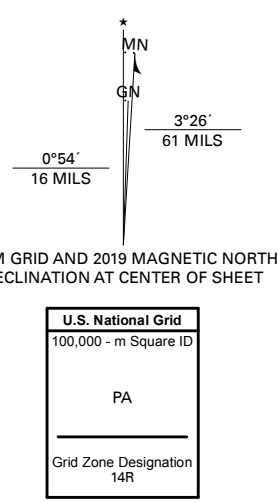 ★
MN
GN
3°26´
61 MILS
0°54´
16 MILS
M GRID AND 2019 MAGNETIC NORTH
ECLINATION AT CENTER OF SHEET
U.S. National Grid
100,000 - m Square ID
PA
Grid Zone Designation
14R